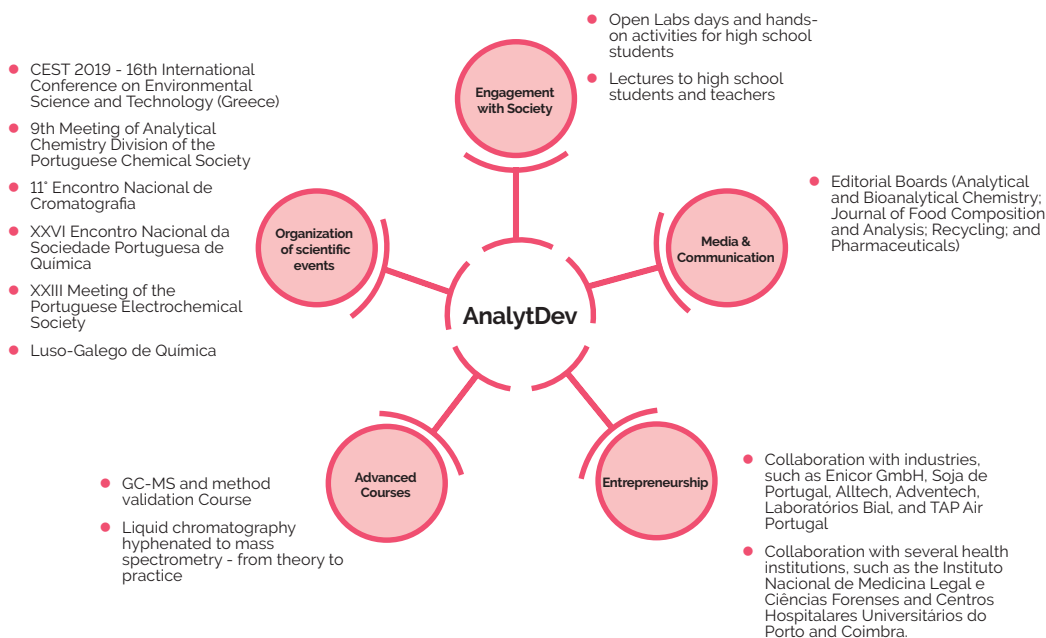 Open Labs days and hands-
on activities for high school
students
Lectures to high school
students and teachers
Engagement
with Society
CEST 2019 - 16th International
Conference on Environmental
Science and Technology (Greece)
9th Meeting of Analytical
Chemistry Division of the
Portuguese Chemical Society
11° Encontro Nacional de
Cromatografia
XXVI Encontro Nacional da
Sociedade Portuguesa de
Química
XXIII Meeting of the
Portuguese Electrochemical
Society
Luso-Galego de Química
Organization
of scientific
events
Media &
Communication
Editorial Boards (Analytical
and Bioanalytical Chemistry;
Journal of Food Composition
and Analysis; Recycling; and
Pharmaceuticals)
AnalytDev
GC-MS and method
validation Course
Liquid chromatography
hyphenated to mass
spectrometry - from theory to
practice
Advanced
Courses
Entrepreneurship
Collaboration with industries,
such as Enicor GmbH, Soja de
Portugal, Alltech, Adventech,
Laboratórios Bial, and TAP Air
Portugal
Collaboration with several health
institutions, such as the Instituto
Nacional de Medicina Legal e
Ciências Forenses and Centros
Hospitalares Universitários do
Porto and Coimbra.